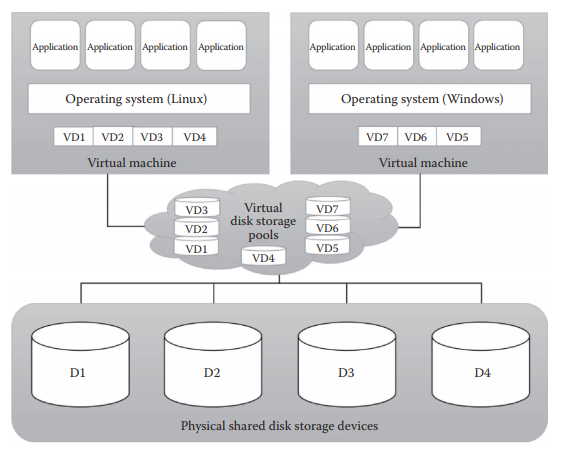 Application Application Application Application
Operating system (Linux)
VD1 VD2 VD3 VD4
Virtual machine
Application Application Application Application
Operating system (Windows)
VD7 VD6 VD5
Virtual machine
VD3
VD2
VD1
Virtual
disk storage
pools
VD4
VD7
VD6
VD5
D1 D2 D3 D4
Physical shared disk storage devices